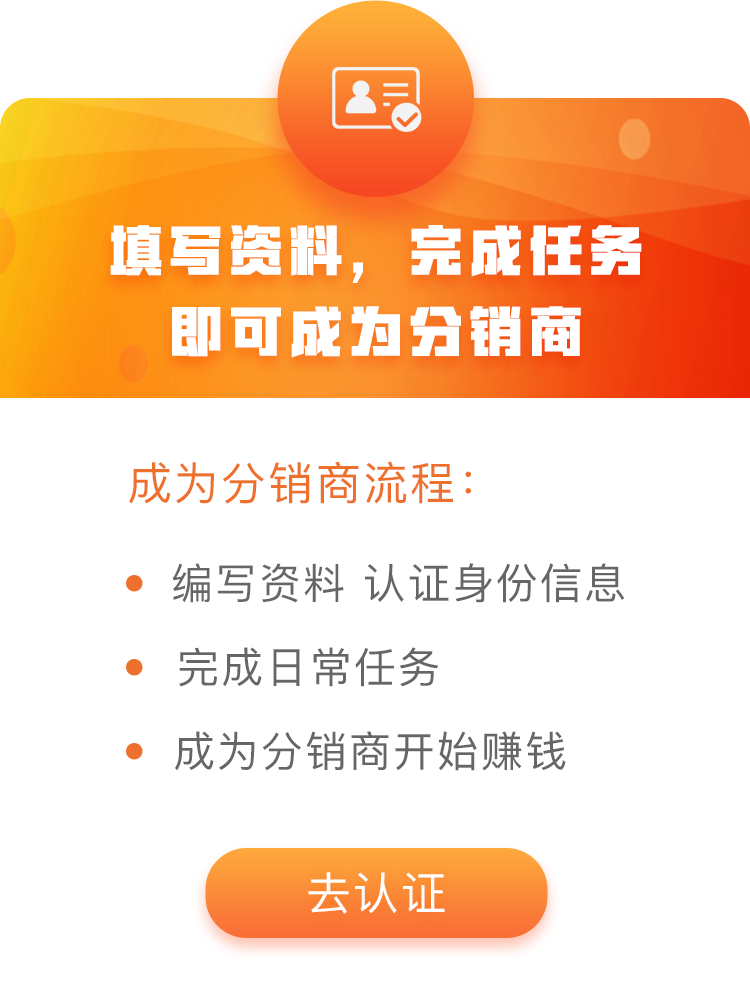 填写资料，完成任务
即可成为分销商
成为分销商流程：
编写资料 认证身份信息
完成日常任务
成为分销商开始赚钱
去认证